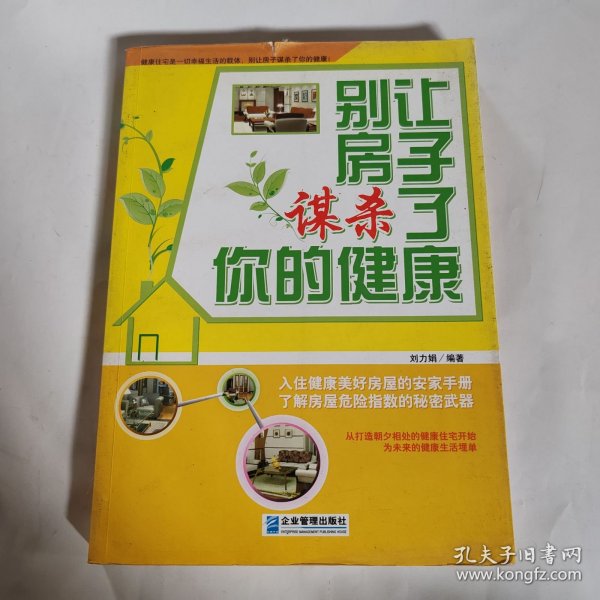 健康住宅是一切幸福生活的载体，别让房子谋杀了你的健康！
别让
房子
谋杀了
你的健康
刘力娟／编著
入住健康美好房屋的安家手册
了解房屋危险指数的秘密武器
从打造朝夕相处的健康住宅开始
为未来的健康生活埋单
企业管理出版社
ENTERPRISE MANAGEMENT PUBLISHING HOUSE
孔夫子旧书网
www.kongfz.com